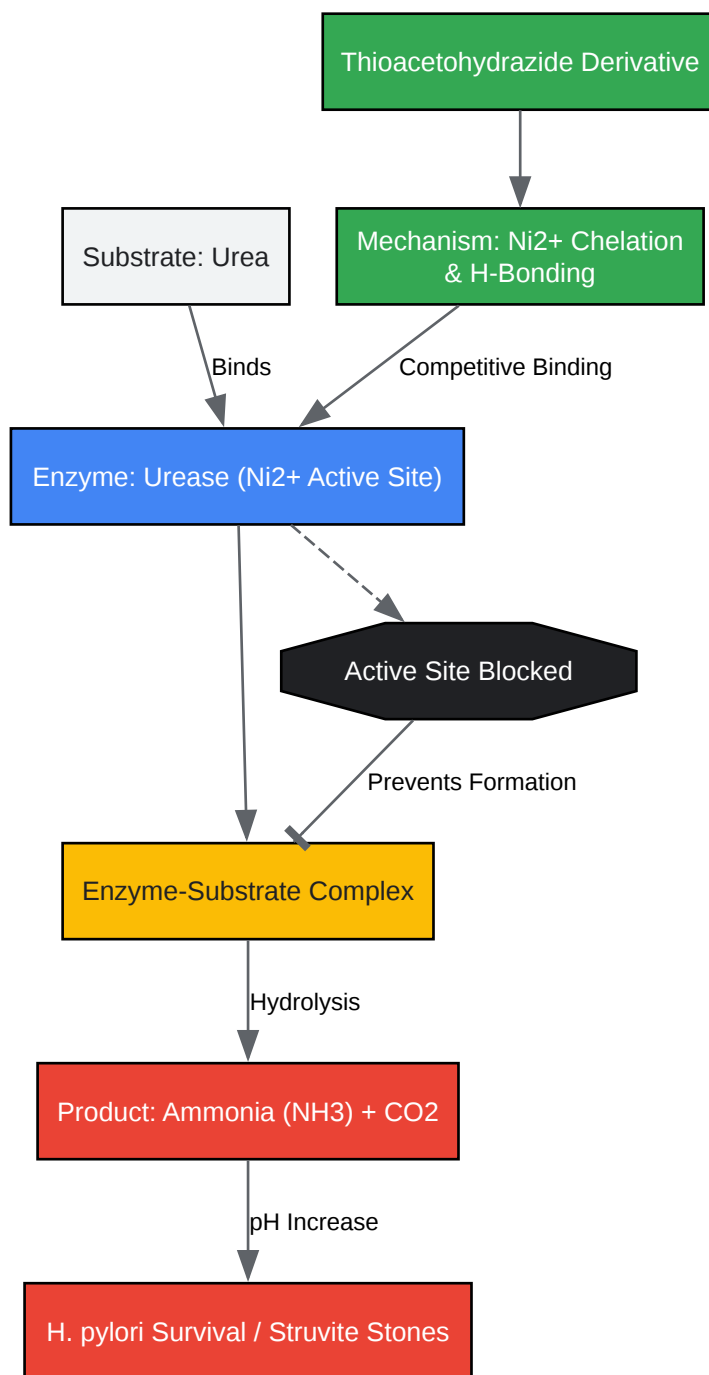 Thioacetohydrazide Derivative
Substrate: Urea
Mechanism: Ni2+ Chelation
& H-Bonding
Binds
Competitive Binding
Enzyme: Urease (Ni2+ Active Site)
Active Site Blocked
Prevents Formation
Enzyme-Substrate Complex
Hydrolysis
Product: Ammonia (NH3) + CO2
pH Increase
H. pylori Survival / Struvite Stones